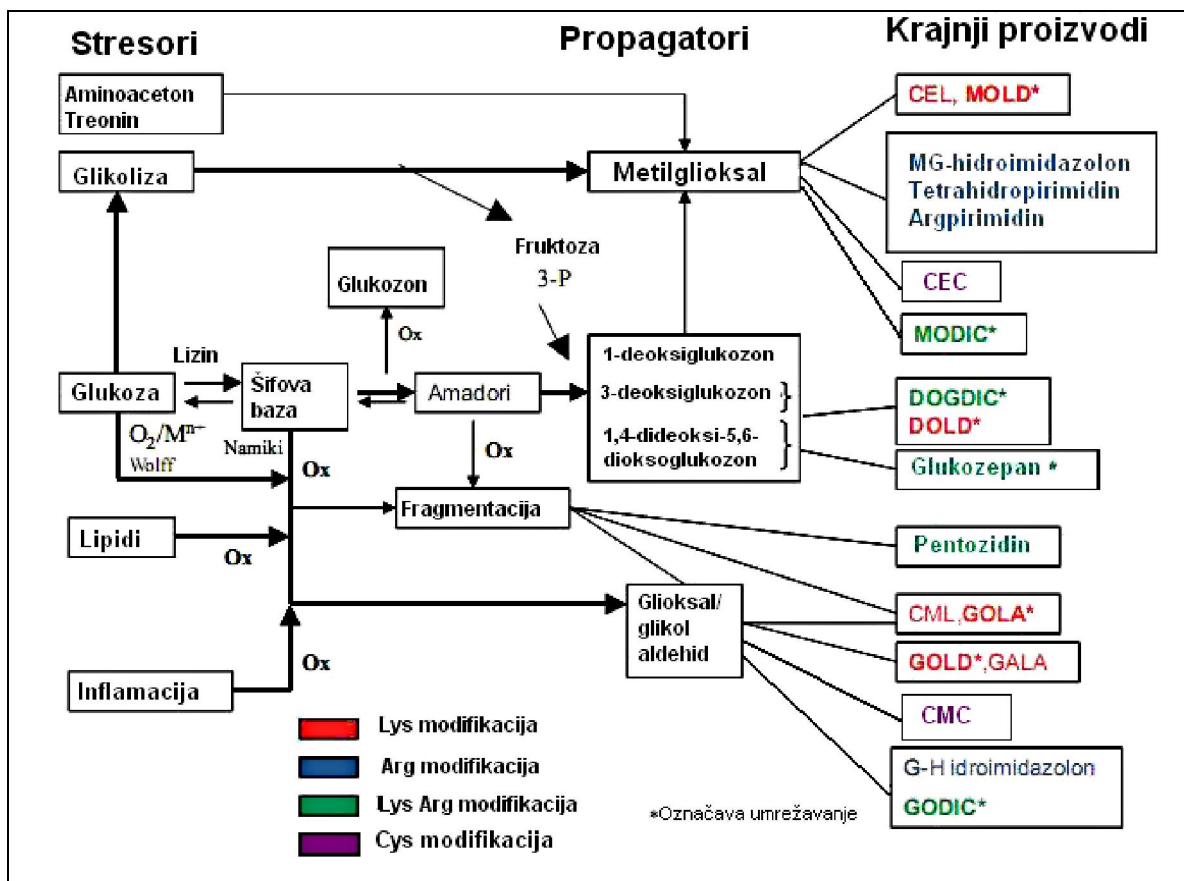 Stresori
Propagatori
Krajnji proizvodi
Aminoaceton
Treonin
Glikoliza
Metilglioksal
CEL, MOLD*
MG-hidroimidazolon
Tetrahidropirimidin
Argpirimidin
CEC
MODIC*
Fruktoza
3-P
Glukozon
Ox
Lizin
Glukoza
Šifova
baza
Amadori
1-deoksiglukozon
3-deoksiglukozon
1,4-dideoksi-5,6-
dioksoglukozon
DOGDIC*
DOLD*
Glukozepan *
O₂/Mⁿ⁺
Wolff
Namiki
Ox
Ox
Fragmentacija
Lipidi
Ox
Pentozidin
Glioksal/
glikol
aldehid
CML,GOLA*
GOLD*,GALA
Inflamacija
Ox
CMC
G-H idroimidazolon
GODIC*
Lys modifikacija
Arg modifikacija
Lys Arg modifikacija
Cys modifikacija
*Označava umrežavanje